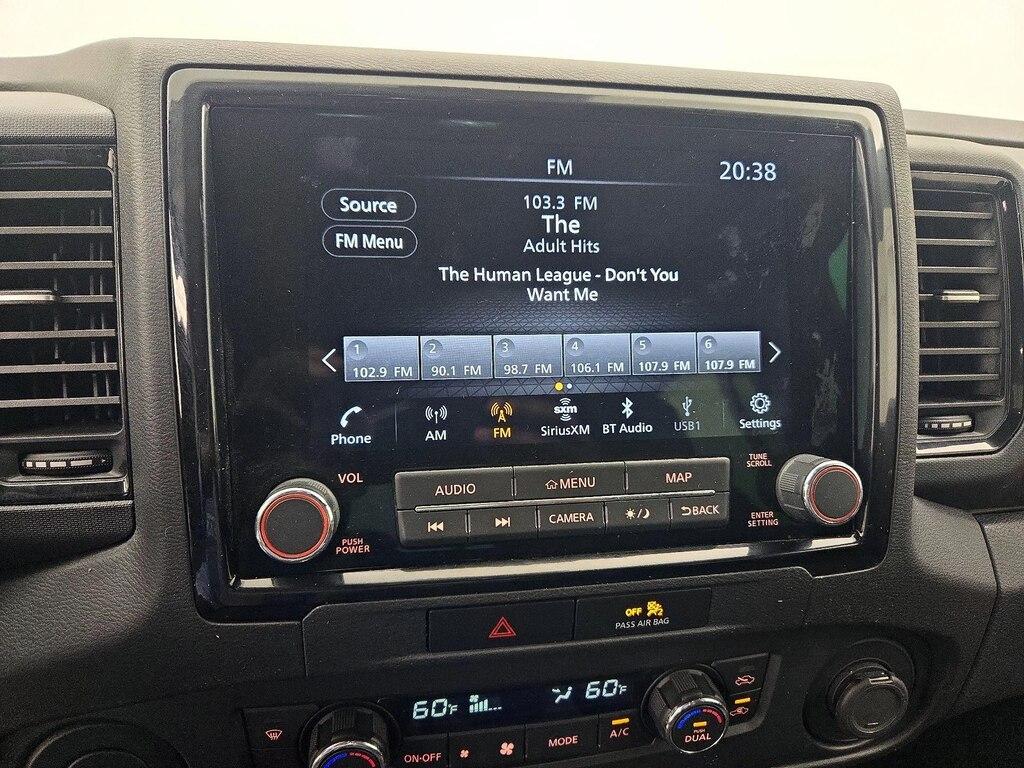 FM
20:38
Source
FM Menu
103.3 FM
The
Adult Hits
The Human League - Don't You
Want Me
1
102.9 FM
2
90.1 FM
3
98.7 FM
4
106.1 FM
5
107.9 FM
6
107.9 FM
Phone
AM
FM
sxm
SiriusXM
BT Audio
USB1
Settings
VOL
PUSH
POWER
AUDIO
MENU
MAP
CAMERA
BACK
TUNE
SCROLL
ENTER
SETTING
OFF
2
PASS AIR BAG
60°F
60°F
ON·OFF
MODE
A/C
PUSH
DUAL